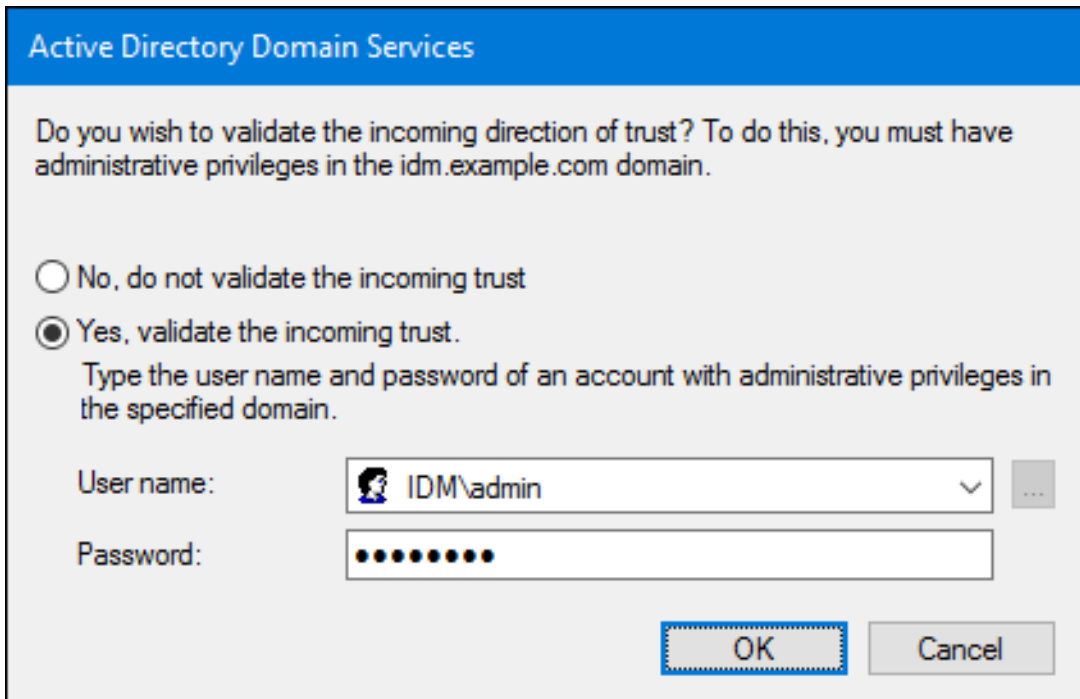 Active Directory Domain Services
Do you wish to validate the incoming direction of trust? To do this, you must have
administrative privileges in the idm.example.com domain.
No, do not validate the incoming trust
Yes, validate the incoming trust.
Type the user name and password of an account with administrative privileges in
the specified domain.
User name: IDM\admin ...
Password: ●●●●●●●●
OK Cancel